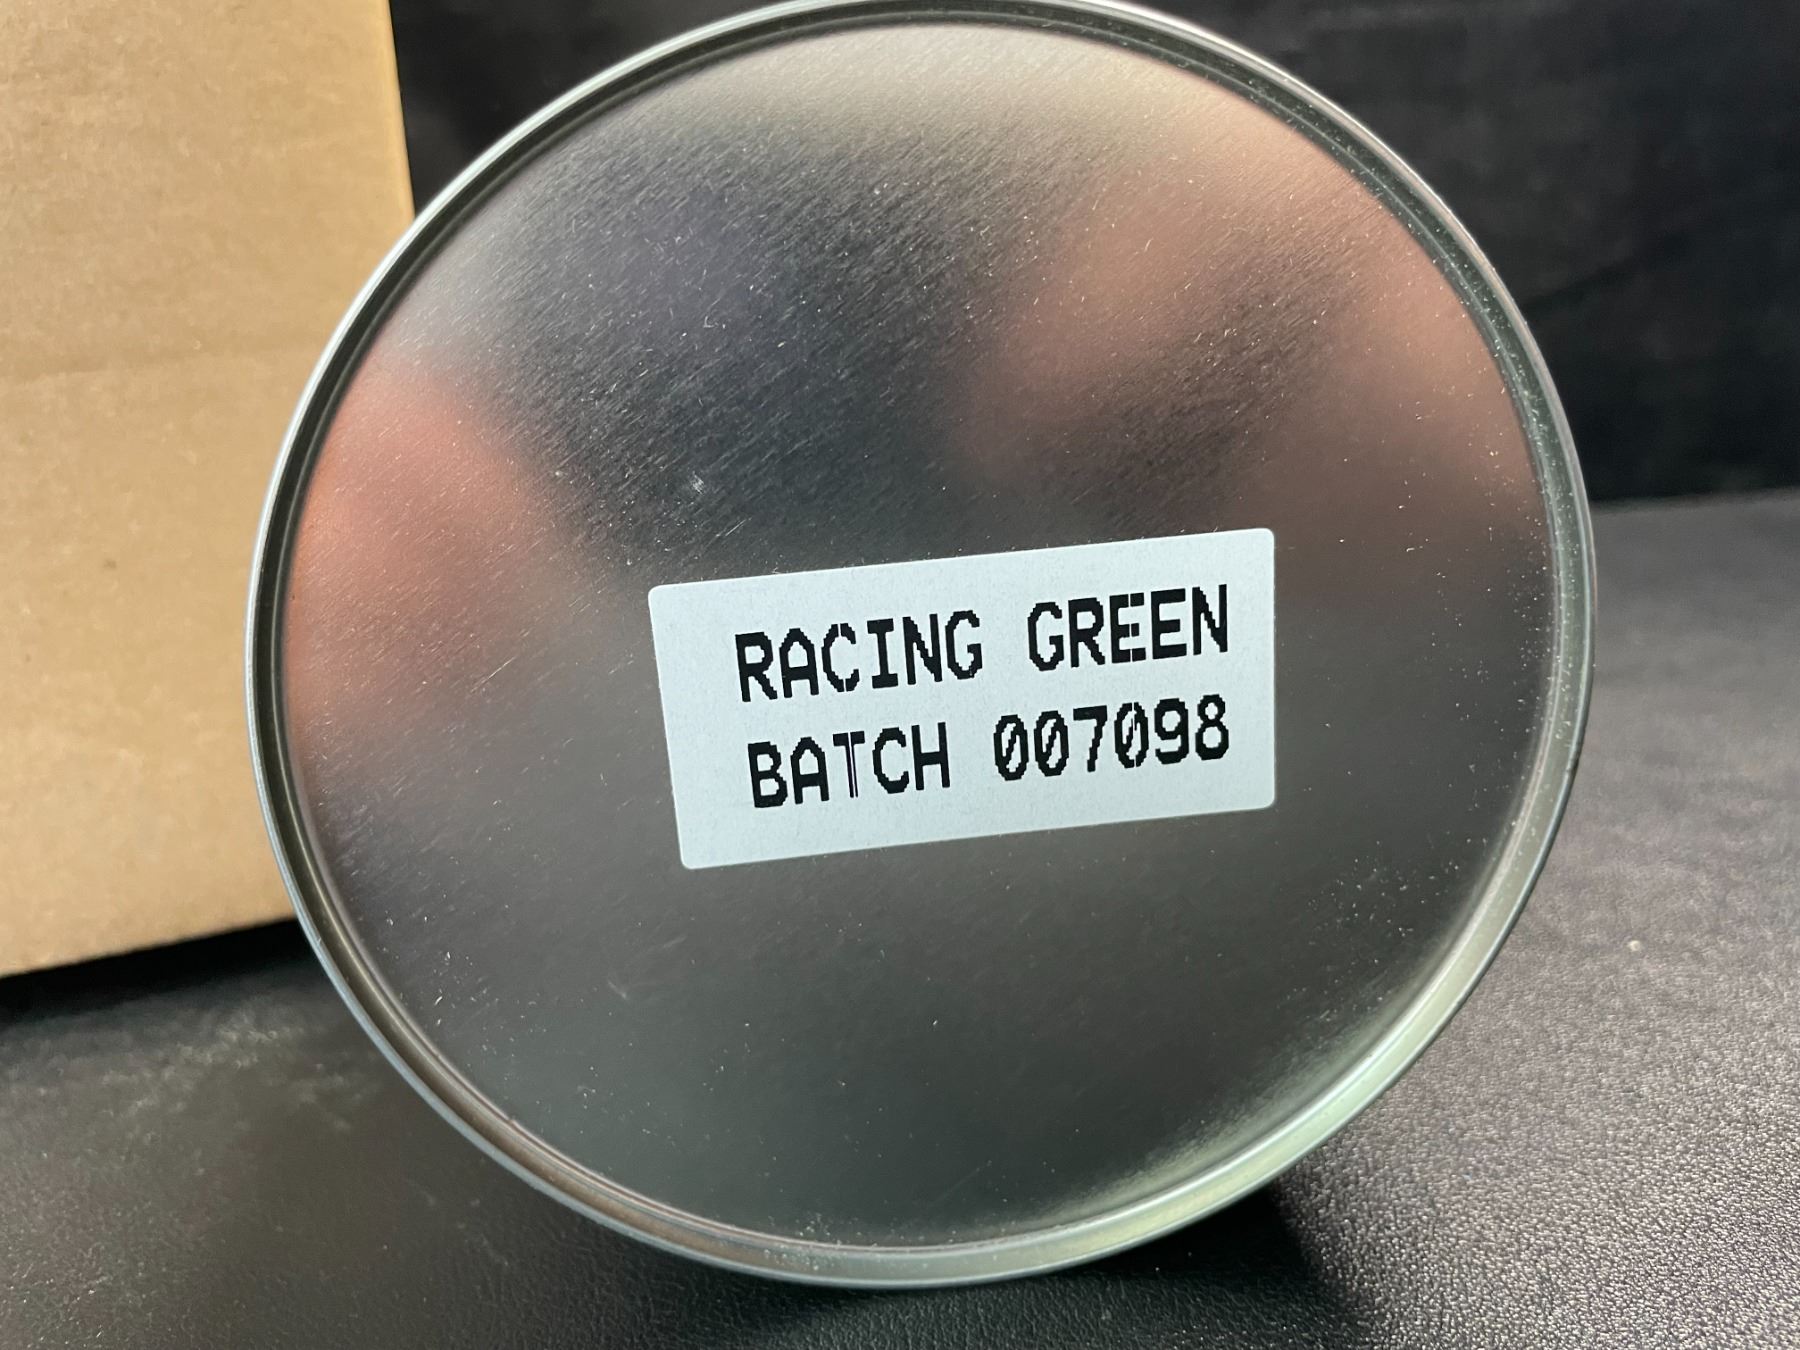 RACING GREEN
BATCH 007098